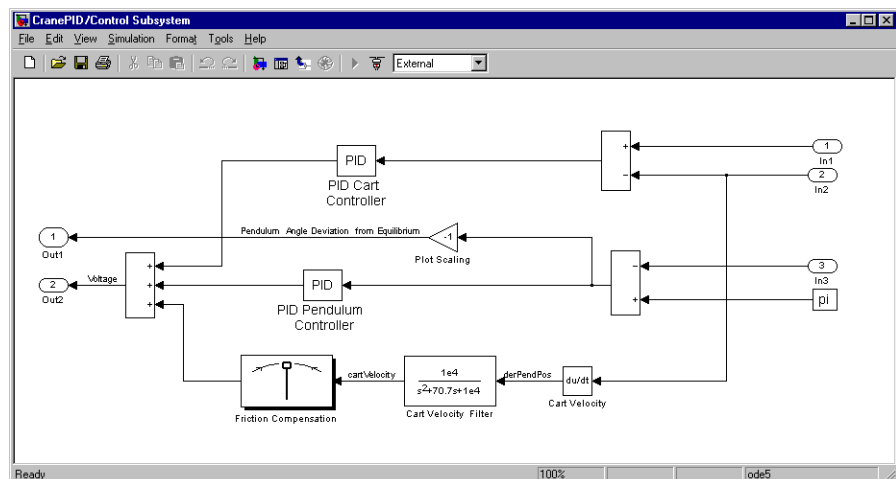 CranePID/Control Subsystem
File Edit View Simulation Format Tools Help
External
PID
PID Cart
Controller
+
−
1
In1
2
In2
1
Out1
Pendulum Angle Deviation from Equilibrium
-1
Plot Scaling
2
Out2
Voltage
+
+
+
PID
PID Pendulum
Controller
−
+
3
In3
pi
Friction Compensation
cartVelocity
1e4
s²+70.7s+1e4
Cart Velocity Filter
derPendPos
du/dt
Cart Velocity
Ready 100% ode5